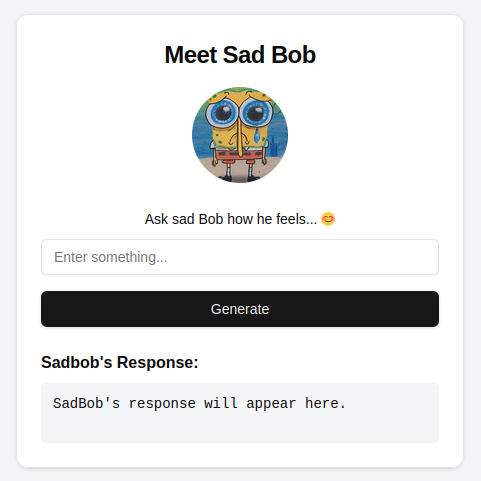 Meet Sad Bob
Ask sad Bob how he feels... 😊
Enter something...
Generate
Sadbob's Response:
SadBob's response will appear here.